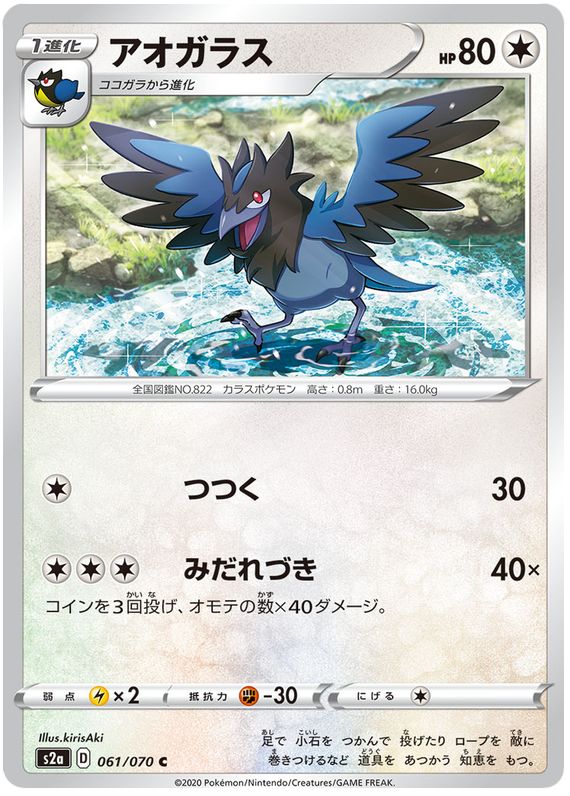 1進化
アオガラス
HP80
ココガラから進化
全国図鑑NO.822 カラスポケモン 高さ:0.8m 重さ:16.0kg
つつく 30
みだれづき 40×
コインを3回投げ、オモテの数×40ダメージ。
弱点 ×2 抵抗力 -30 にげる
Illus.kirisAki
s2a D 061/070 C
足で 小石を つかんで 投げたり ロープを 敵に
巻きつけるなど 道具を あつかう 知恵を もつ。
©2020 Pokémon/Nintendo/Creatures/GAME FREAK.